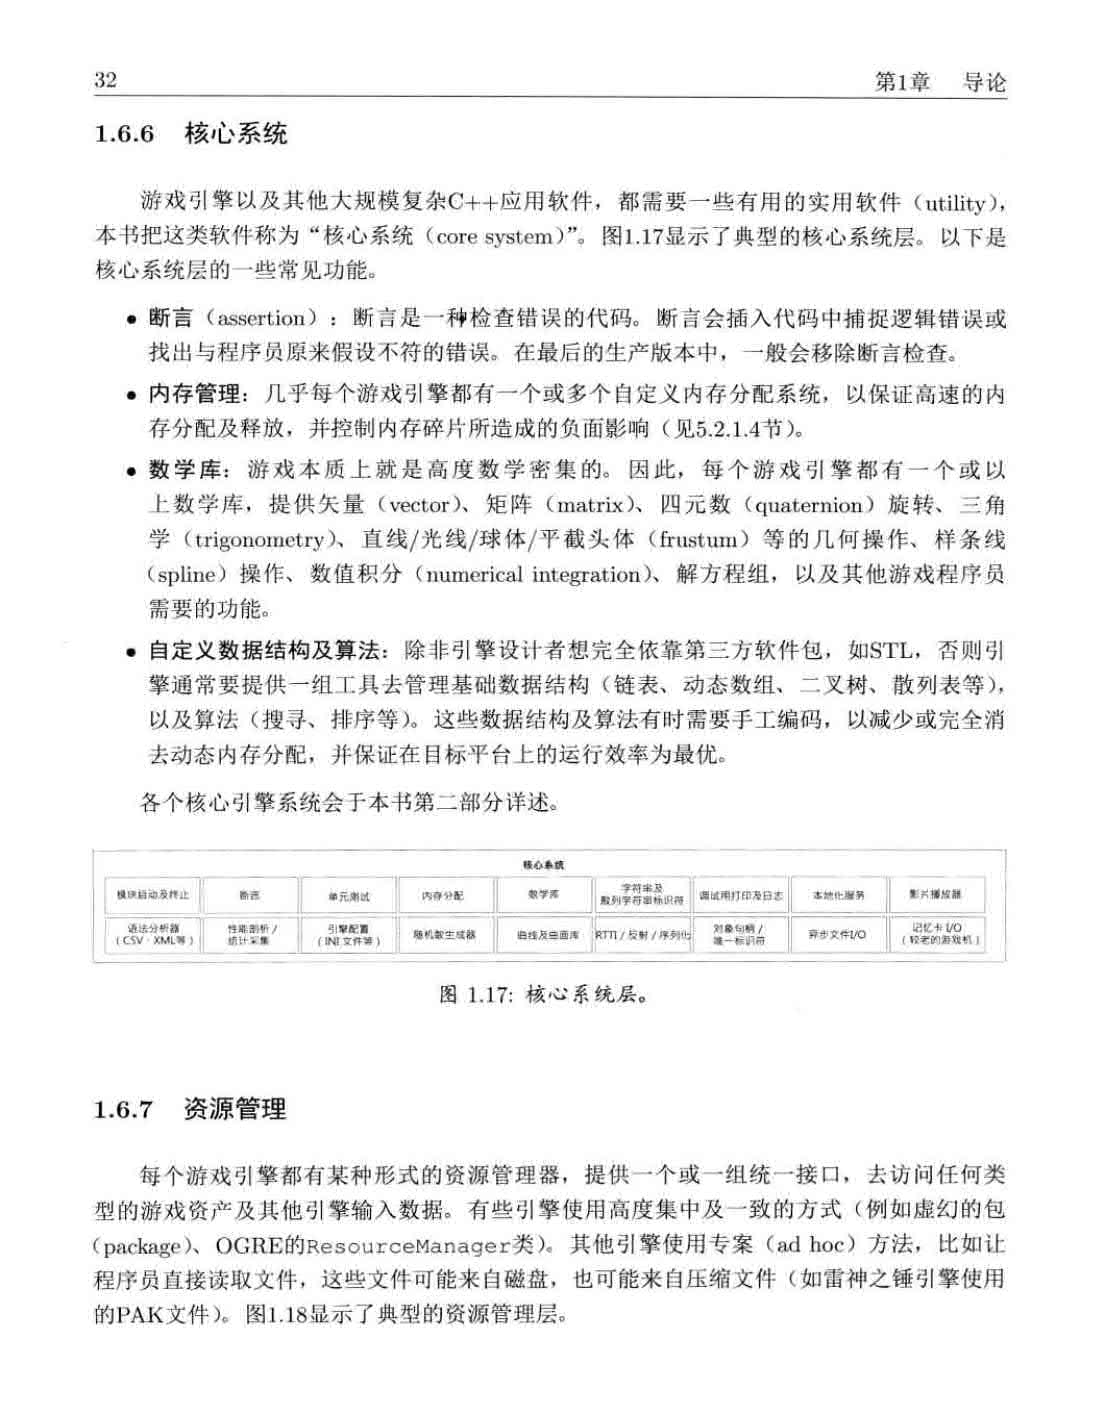 32
第1章 导论
1.6.6 核心系统
游戏引擎以及其他大规模复杂C++应用软件，都需要一些有用的实用软件（utility），
本书把这类软件称为“核心系统（core system）”。图1.17显示了典型的核心系统层。以下是
核心系统层的一些常见功能。
● 断言（assertion）：断言是一种检查错误的代码。断言会插入代码中捕捉逻辑错误或
找出与程序员原来假设不符的错误。在最后的生产版本中，一般会移除断言检查。
● 内存管理：几乎每个游戏引擎都有一个或多个自定义内存分配系统，以保证高速的内
存分配及释放，并控制内存碎片所造成的负面影响（见5.2.1.4节）。
● 数学库：游戏本质上就是高度数学密集的。因此，每个游戏引擎都有一个或以
上数学库，提供矢量（vector）、矩阵（matrix）、四元数（quaternion）旋转、三角
学（trigonometry）、直线/光线/球体/平截头体（frustum）等的几何操作、样条线
（spline）操作、数值积分（numerical integration）、解方程组，以及其他游戏程序员
需要的功能。
● 自定义数据结构及算法：除非引擎设计者想完全依靠第三方软件包，如STL，否则引
擎通常要提供一组工具去管理基础数据结构（链表、动态数组、二叉树、散列表等），
以及算法（搜寻、排序等）。这些数据结构及算法有时需要手工编码，以减少或完全消
去动态内存分配，并保证在目标平台上的运行效率为最优。
各个核心引擎系统会于本书第二部分详述。
核心系统
模块启动及终止
断言
单元测试
内存分配
数学库
字符串及
散列字符串标识符
调试用打印及日志
本地化服务
影片播放器
语法分析器
（CSV、XML等）
性能剖析/
统计采集
引擎配置
（INI文件等）
随机数生成器
曲线及曲面库
RTTI/反射/序列化
对象句柄/
唯一标识符
异步文件I/O
记忆卡I/O
（较老的游戏机）
图 1.17: 核心系统层。
1.6.7 资源管理
每个游戏引擎都有某种形式的资源管理器，提供一个或一组统一接口，去访问任何类
型的游戏资产及其他引擎输入数据。有些引擎使用高度集中及一致的方式（例如虚幻的包
（package）、OGRE的ResourceManager类）。其他引擎使用专案（ad hoc）方法，比如让
程序员直接读取文件，这些文件可能来自磁盘，也可能来自压缩文件（如雷神之锤引擎使用
的PAK文件）。图1.18显示了典型的资源管理层。